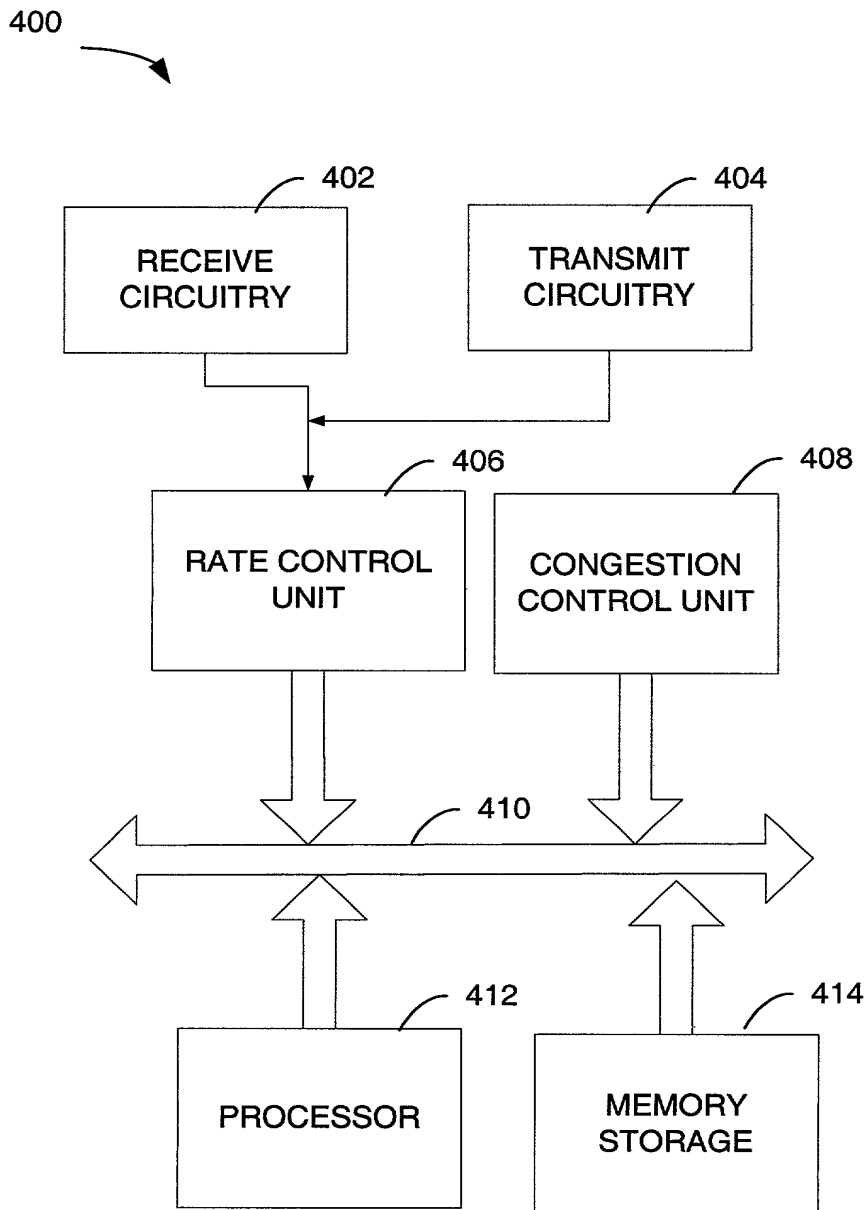 400
402
404
RECEIVE
CIRCUITRY
TRANSMIT
CIRCUITRY
406
408
RATE CONTROL
UNIT
CONGESTION
CONTROL UNIT
410
412
414
PROCESSOR
MEMORY
STORAGE